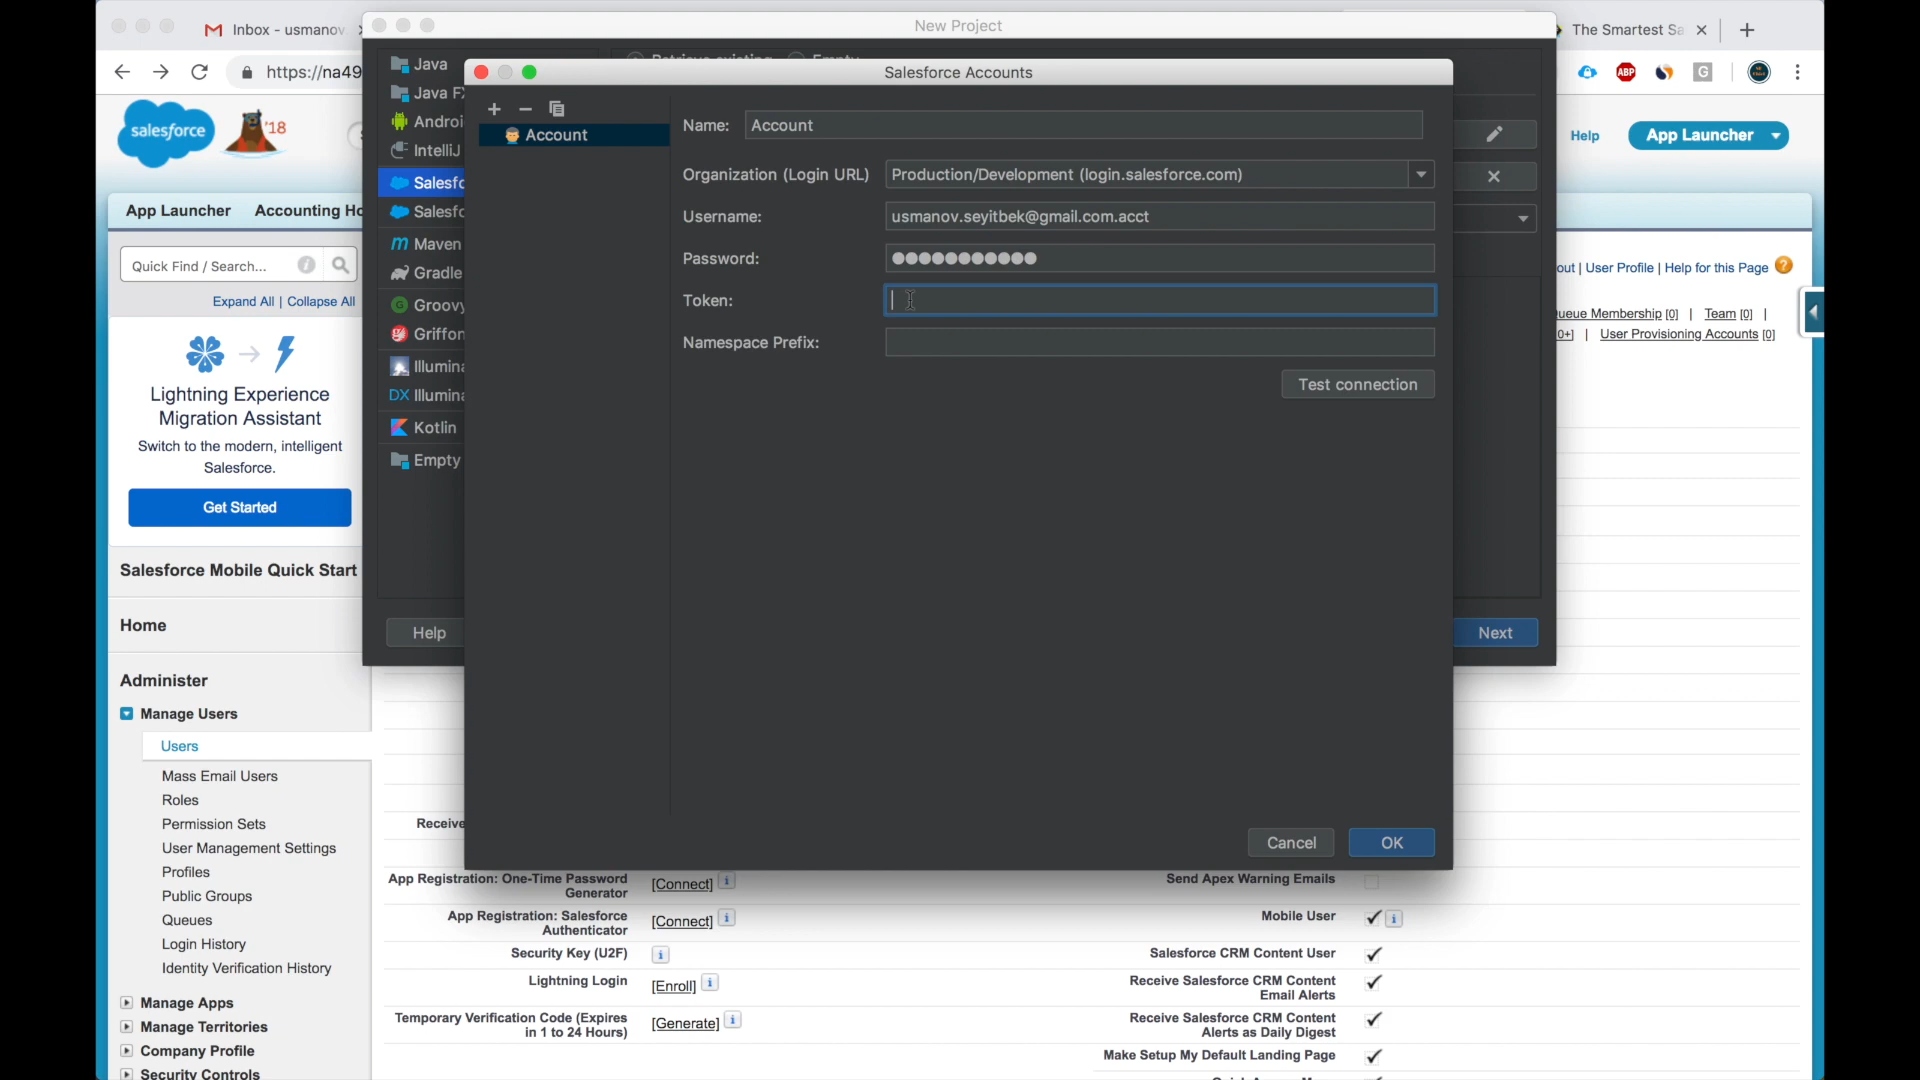 Inbox - usmanov
New Project
The Smartest Sa
https://na49
ABP
G
Java
Retrieve existing
Empty
Salesforce Accounts
Java F
Androi
IntelliJ
Salesfo
Salesfo
Maven
Gradle
Groovy
Griffon
Illumina
DX Illumina
Kotlin
Empty
Help
Next
salesforce
'18
Help
App Launcher
App Launcher
Accounting Ho
Quick Find / Search...
Expand All | Collapse All
Lightning Experience
Migration Assistant
Switch to the modern, intelligent
Salesforce.
Get Started
Salesforce Mobile Quick Start
Home
Administer
Manage Users
Users
Mass Email Users
Roles
Permission Sets
User Management Settings
Profiles
Public Groups
Queues
Login History
Identity Verification History
Manage Apps
Manage Territories
Company Profile
Security Controls
Account
Name:
Account
Organization (Login URL)
Production/Development (login.salesforce.com)
Username:
usmanov.seyitbek@gmail.com.acct
Password:
Token:
Namespace Prefix:
Test connection
Cancel
OK
out | User Profile | Help for this Page
ueue Membership [0] | Team [0] |
0+] | User Provisioning Accounts [0]
Receive
App Registration: One-Time Password
Generator
[Connect]
App Registration: Salesforce
Authenticator
[Connect]
Security Key (U2F)
Lightning Login
[Enroll]
Temporary Verification Code (Expires
in 1 to 24 Hours)
[Generate]
Send Apex Warning Emails
Mobile User
Salesforce CRM Content User
Receive Salesforce CRM Content
Email Alerts
Receive Salesforce CRM Content
Alerts as Daily Digest
Make Setup My Default Landing Page